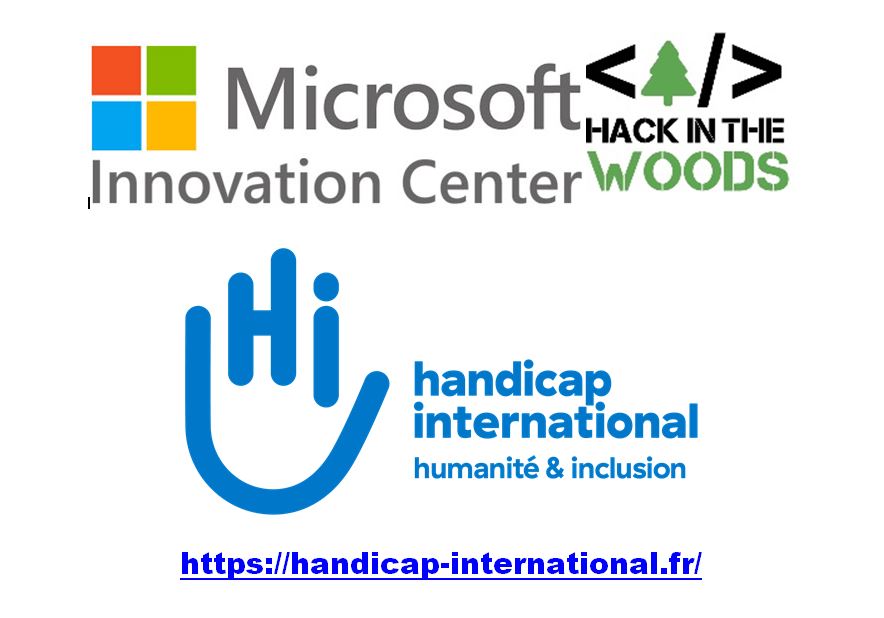 Microsoft
Innovation Center
</>
HACK IN THE
WOODS
Hi
handicap
international
humanité & inclusion
https://handicap-international.fr/